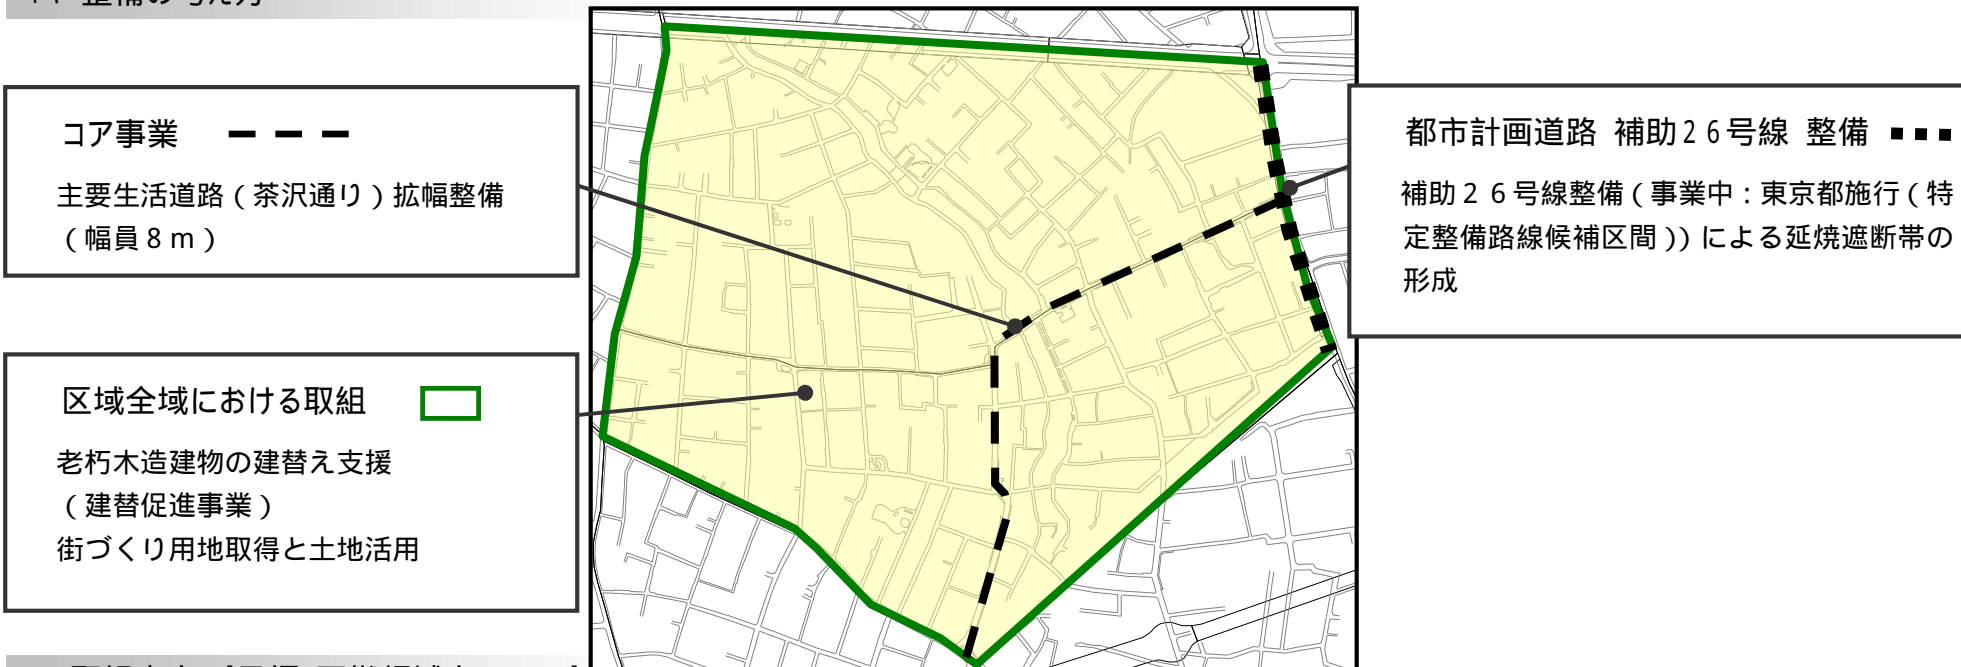 整備の考え方
コア事業
主要生活道路(茶沢通り)拡幅整備
(幅員8m)
区域全域における取組
老朽木造建物の建替え支援
(建替促進事業)
街づくり用地取得と土地活用
都市計画道路 補助26号線 整備
補助26号線整備(事業中:東京都施行(特
定整備路線候補区間))による延焼遮断帯の
形成